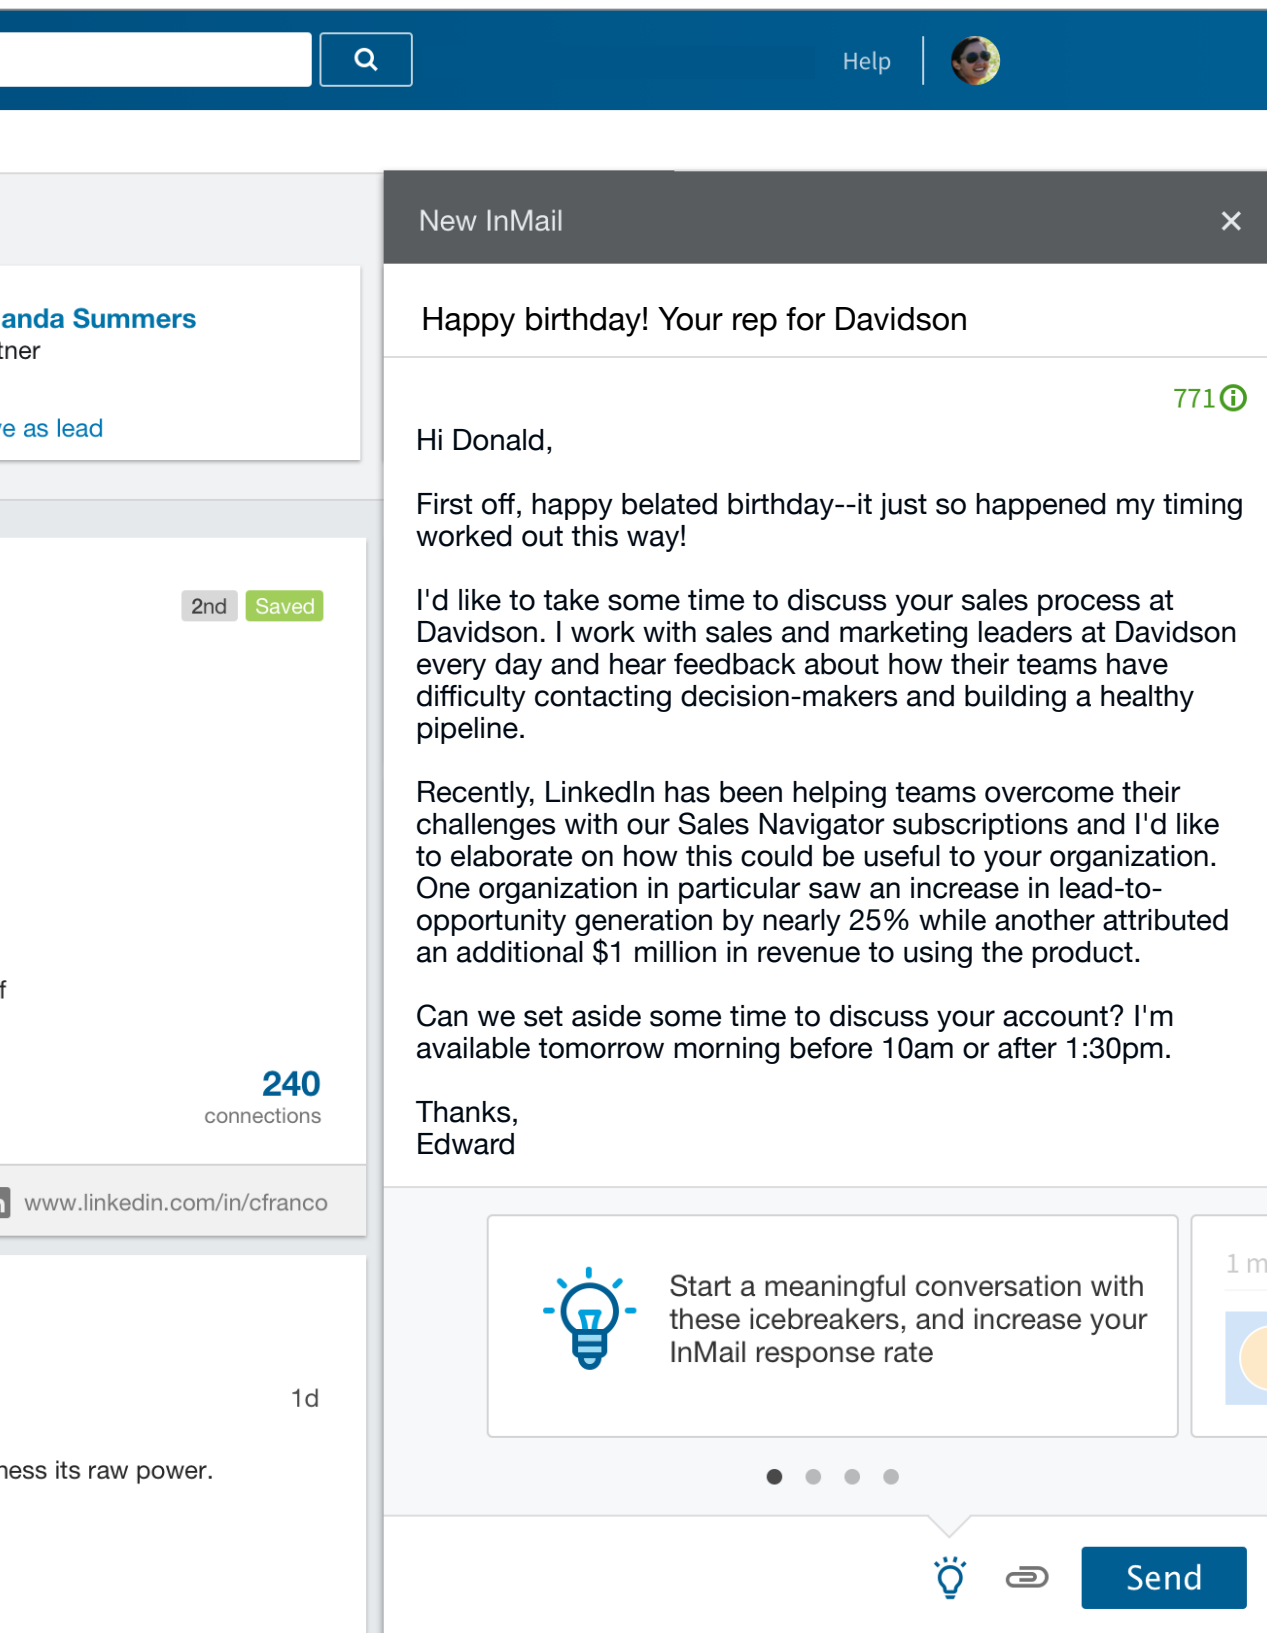 Help
New InMail
anda Summers
tner
e as lead
Happy birthday! Your rep for Davidson
771
Hi Donald,
First off, happy belated birthday--it just so happened my timing
worked out this way!
I'd like to take some time to discuss your sales process at
Davidson. I work with sales and marketing leaders at Davidson
every day and hear feedback about how their teams have
difficulty contacting decision-makers and building a healthy
pipeline.
Recently, LinkedIn has been helping teams overcome their
challenges with our Sales Navigator subscriptions and I'd like
to elaborate on how this could be useful to your organization.
One organization in particular saw an increase in lead-to-
opportunity generation by nearly 25% while another attributed
an additional $1 million in revenue to using the product.
Can we set aside some time to discuss your account? I'm
available tomorrow morning before 10am or after 1:30pm.
Thanks,
Edward
2nd Saved
f
240
connections
www.linkedin.com/in/cfranco
1d
ness its raw power.
Start a meaningful conversation with
these icebreakers, and increase your
InMail response rate
1 m
Send